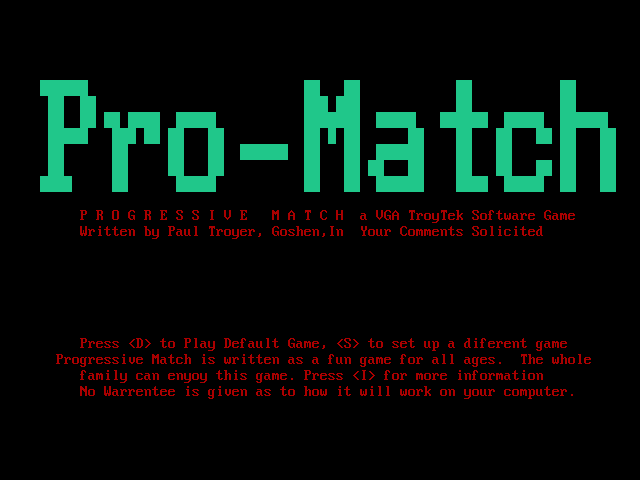 Pro-Match
P R O G R E S S I V E   M A T C H  a VGA TroyTek Software Game
Written by Paul Troyer, Goshen,In  Your Comments Solicited
Press <D> to Play Default Game, <S> to set up a diferent game
Progressive Match is written as a fun game for all ages.  The whole
family can enyoy this game. Press <I> for more information
No Warrentee is given as to how it will work on your computer.